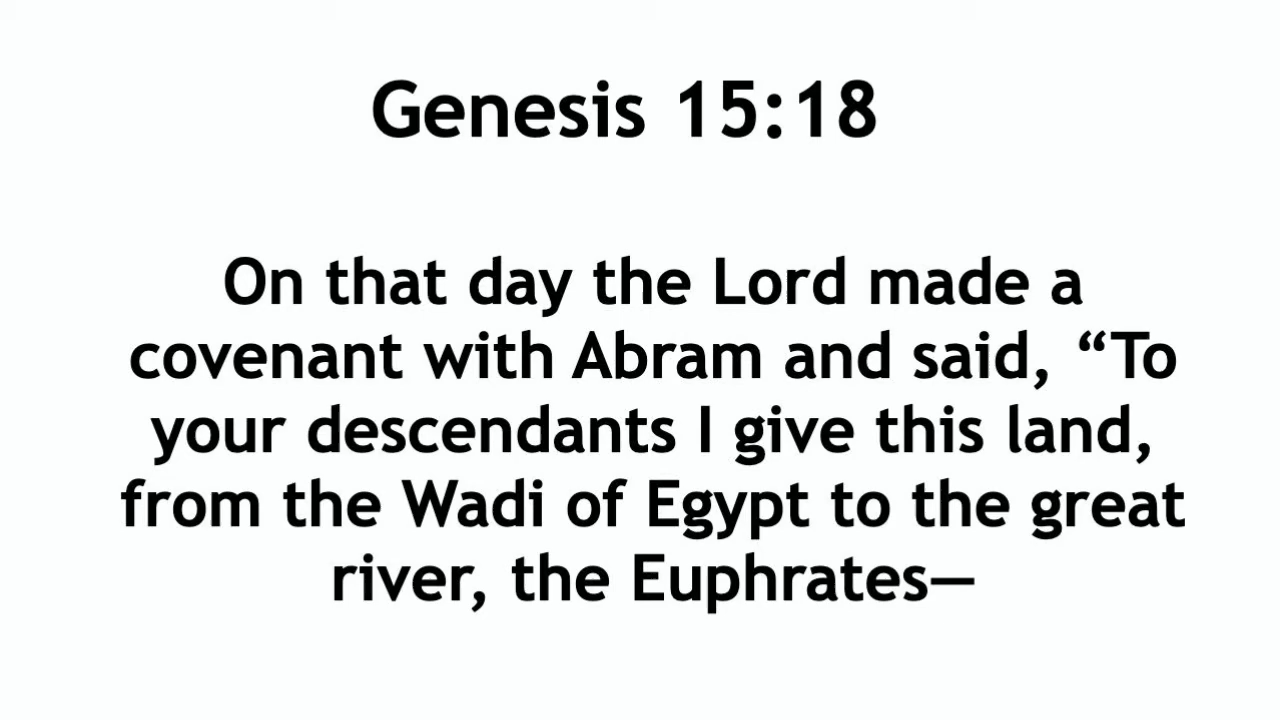 Genesis 15:18
On that day the Lord made a
covenant with Abram and said, “To
your descendants I give this land,
from the Wadi of Egypt to the great
river, the Euphrates—